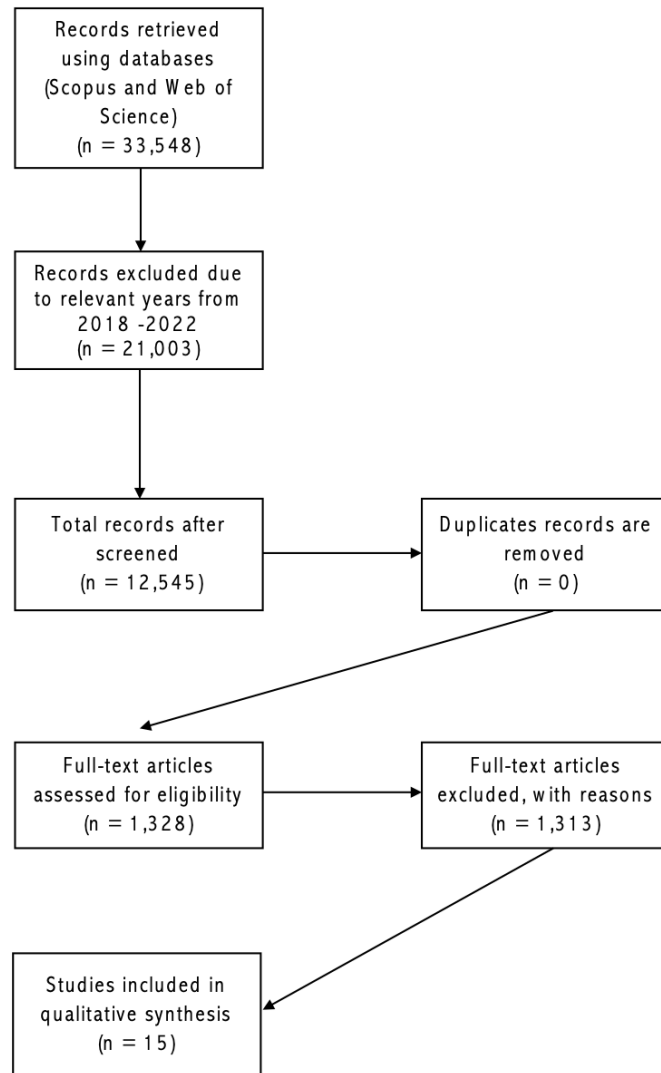 Records retrieved
using databases
(Scopus and Web of
Science)
(n = 33,548)
Records excluded due
to relevant years from
2018 -2022
(n = 21,003)
Total records after
screened
(n = 12,545)
Duplicates records are
removed
(n = 0)
Full-text articles
assessed for eligibility
(n = 1,328)
Full-text articles
excluded, with reasons
(n = 1,313)
Studies included in
qualitative synthesis
(n = 15)